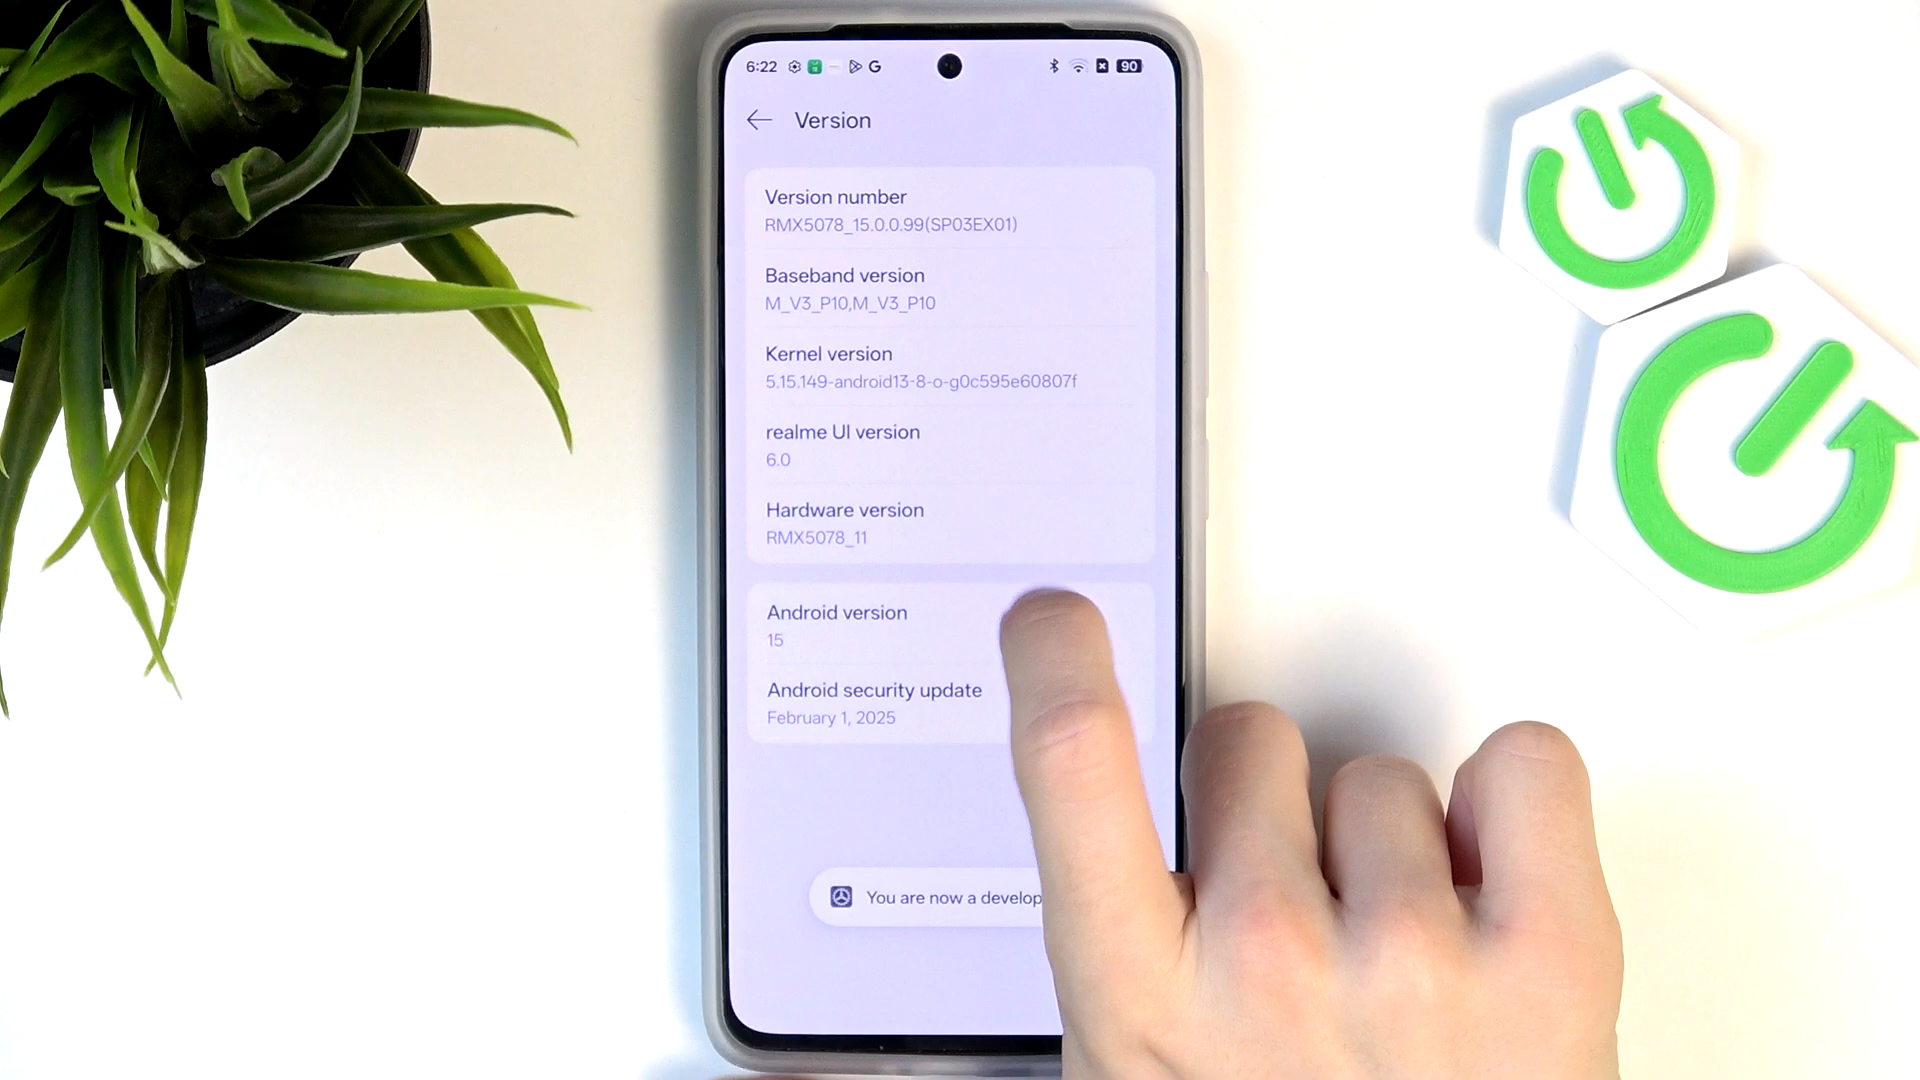 6:22 90
Version
Version number
RMX5078_15.0.0.99(SP03EX01)
Baseband version
M_V3_P10,M_V3_P10
Kernel version
5.15.149-android13-8-o-g0c595e60807f
realme UI version
6.0
Hardware version
RMX5078_11
Android version
15
Android security update
February 1, 2025
You are now a develop